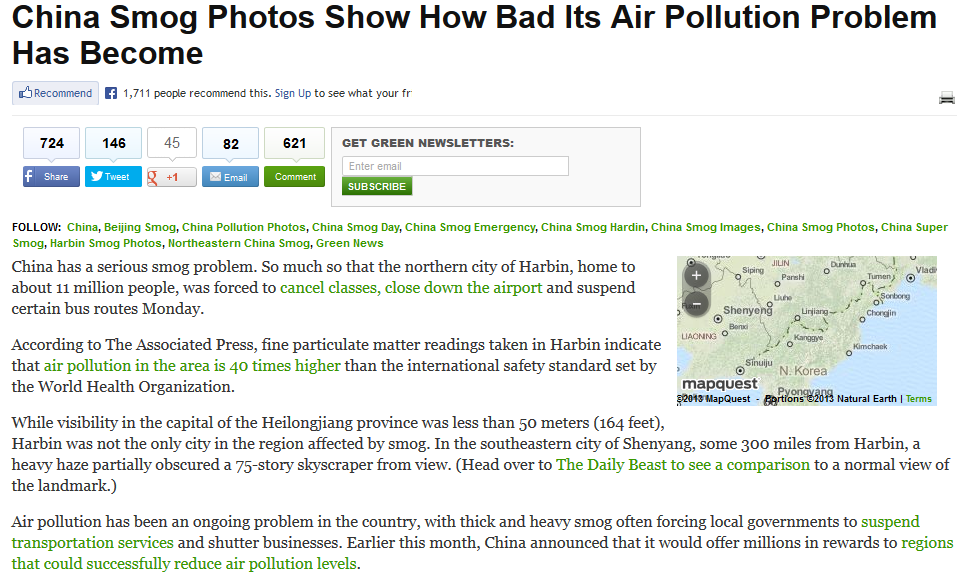 China Smog Photos Show How Bad Its Air Pollution Problem
Has Become
Recommend
1,711 people recommend this. Sign Up to see what your fr
724
146
45
82
621
Share
Tweet
+1
Email
Comment
GET GREEN NEWSLETTERS:
Enter email
SUBSCRIBE
FOLLOW: China, Beijing Smog, China Pollution Photos, China Smog Day, China Smog Emergency, China Smog Hardin, China Smog Images, China Smog Photos, China Super
Smog, Harbin Smog Photos, Northeastern China Smog, Green News
China has a serious smog problem. So much so that the northern city of Harbin, home to
about 11 million people, was forced to cancel classes, close down the airport and suspend
certain bus routes Monday.
According to The Associated Press, fine particulate matter readings taken in Harbin indicate
that air pollution in the area is 40 times higher than the international safety standard set by
the World Health Organization.
While visibility in the capital of the Heilongjiang province was less than 50 meters (164 feet),
Harbin was not the only city in the region affected by smog. In the southeastern city of Shenyang, some 300 miles from Harbin, a
heavy haze partially obscured a 75-story skyscraper from view. (Head over to The Daily Beast to see a comparison to a normal view of
the landmark.)
Air pollution has been an ongoing problem in the country, with thick and heavy smog often forcing local governments to suspend
transportation services and shutter businesses. Earlier this month, China announced that it would offer millions in rewards to regions
that could successfully reduce air pollution levels.
JILIN
Siping
Panshi
Dunhua
Tumen
Vladi
Liuhe
Sonbong
Shenyeng
Linjiang
Chongjin
Benxi
LIAONING
Kanggye
Kimchaek
Sinuiju
N. Korea
Pyongyang
mapquest
©2013 MapQuest - Portions ©2013 Natural Earth | Terms